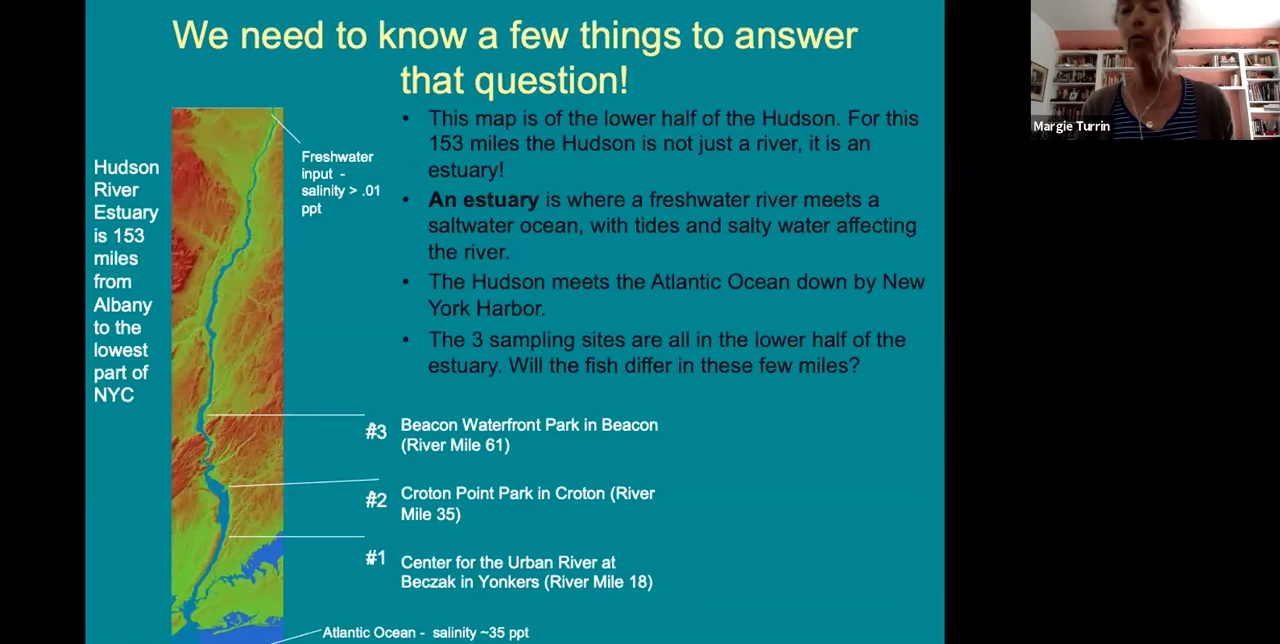 We need to know a few things to answer
that question!
Hudson
River
Estuary
is 153
miles
from
Albany
to the
lowest
part of
NYC
Freshwater
input -
salinity > .01
ppt
• This map is of the lower half of the Hudson. For this
153 miles the Hudson is not just a river, it is an
estuary!
• An estuary is where a freshwater river meets a
saltwater ocean, with tides and salty water affecting
the river.
• The Hudson meets the Atlantic Ocean down by New
York Harbor.
• The 3 sampling sites are all in the lower half of the
estuary. Will the fish differ in these few miles?
#3 Beacon Waterfront Park in Beacon
(River Mile 61)
#2 Croton Point Park in Croton (River
Mile 35)
#1 Center for the Urban River at
Beczak in Yonkers (River Mile 18)
Atlantic Ocean - salinity ~35 ppt
Margie Turrin